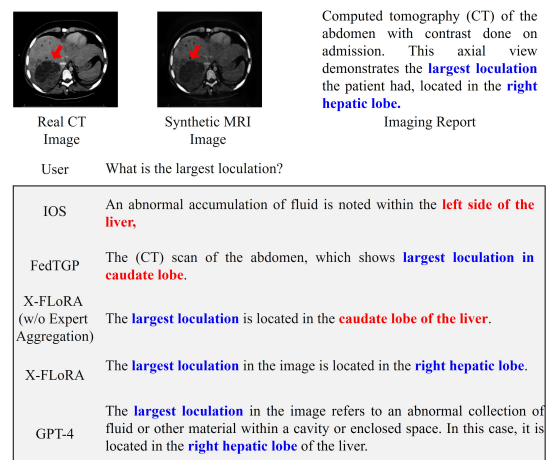 Computed tomography (CT) of the
abdomen with contrast done on
admission. This axial view
demonstrates the largest loculation
the patient had, located in the right
hepatic lobe.
Real CT
Image
Synthetic MRI
Image
Imaging Report
User
What is the largest loculation?
IOS
An abnormal accumulation of fluid is noted within the left side of the
liver,
FedTGP
The (CT) scan of the abdomen, which shows largest loculation in
caudate lobe.
X-FLoRA
(w/o Expert
Aggregation)
The largest loculation is located in the caudate lobe of the liver.
X-FLoRA
The largest loculation in the image is located in the right hepatic lobe.
GPT-4
The largest loculation in the image refers to an abnormal collection of
fluid or other material within a cavity or enclosed space. In this case, it is
located in the right hepatic lobe of the liver.